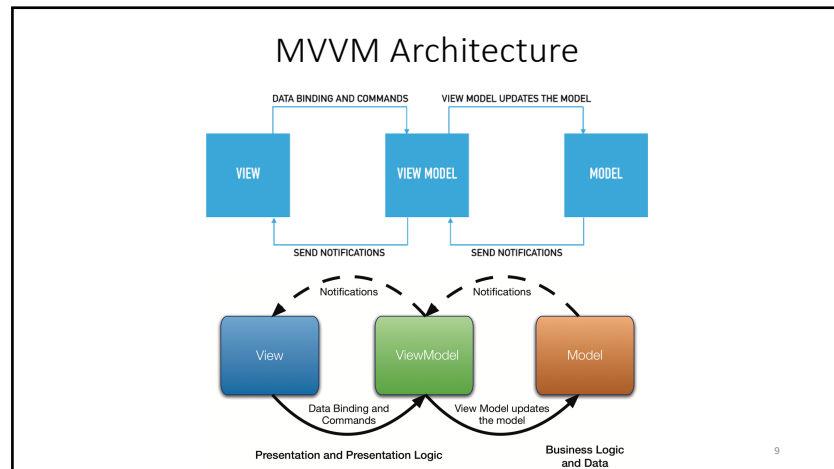 MVVM Architecture
DATA BINDING AND COMMANDS
VIEW MODEL UPDATES THE MODEL
VIEW
VIEW MODEL
MODEL
SEND NOTIFICATIONS
SEND NOTIFICATIONS
Notifications
Notifications
View
ViewModel
Model
Data Binding and
Commands
View Model updates
the model
Presentation and Presentation Logic
Business Logic
and Data
9